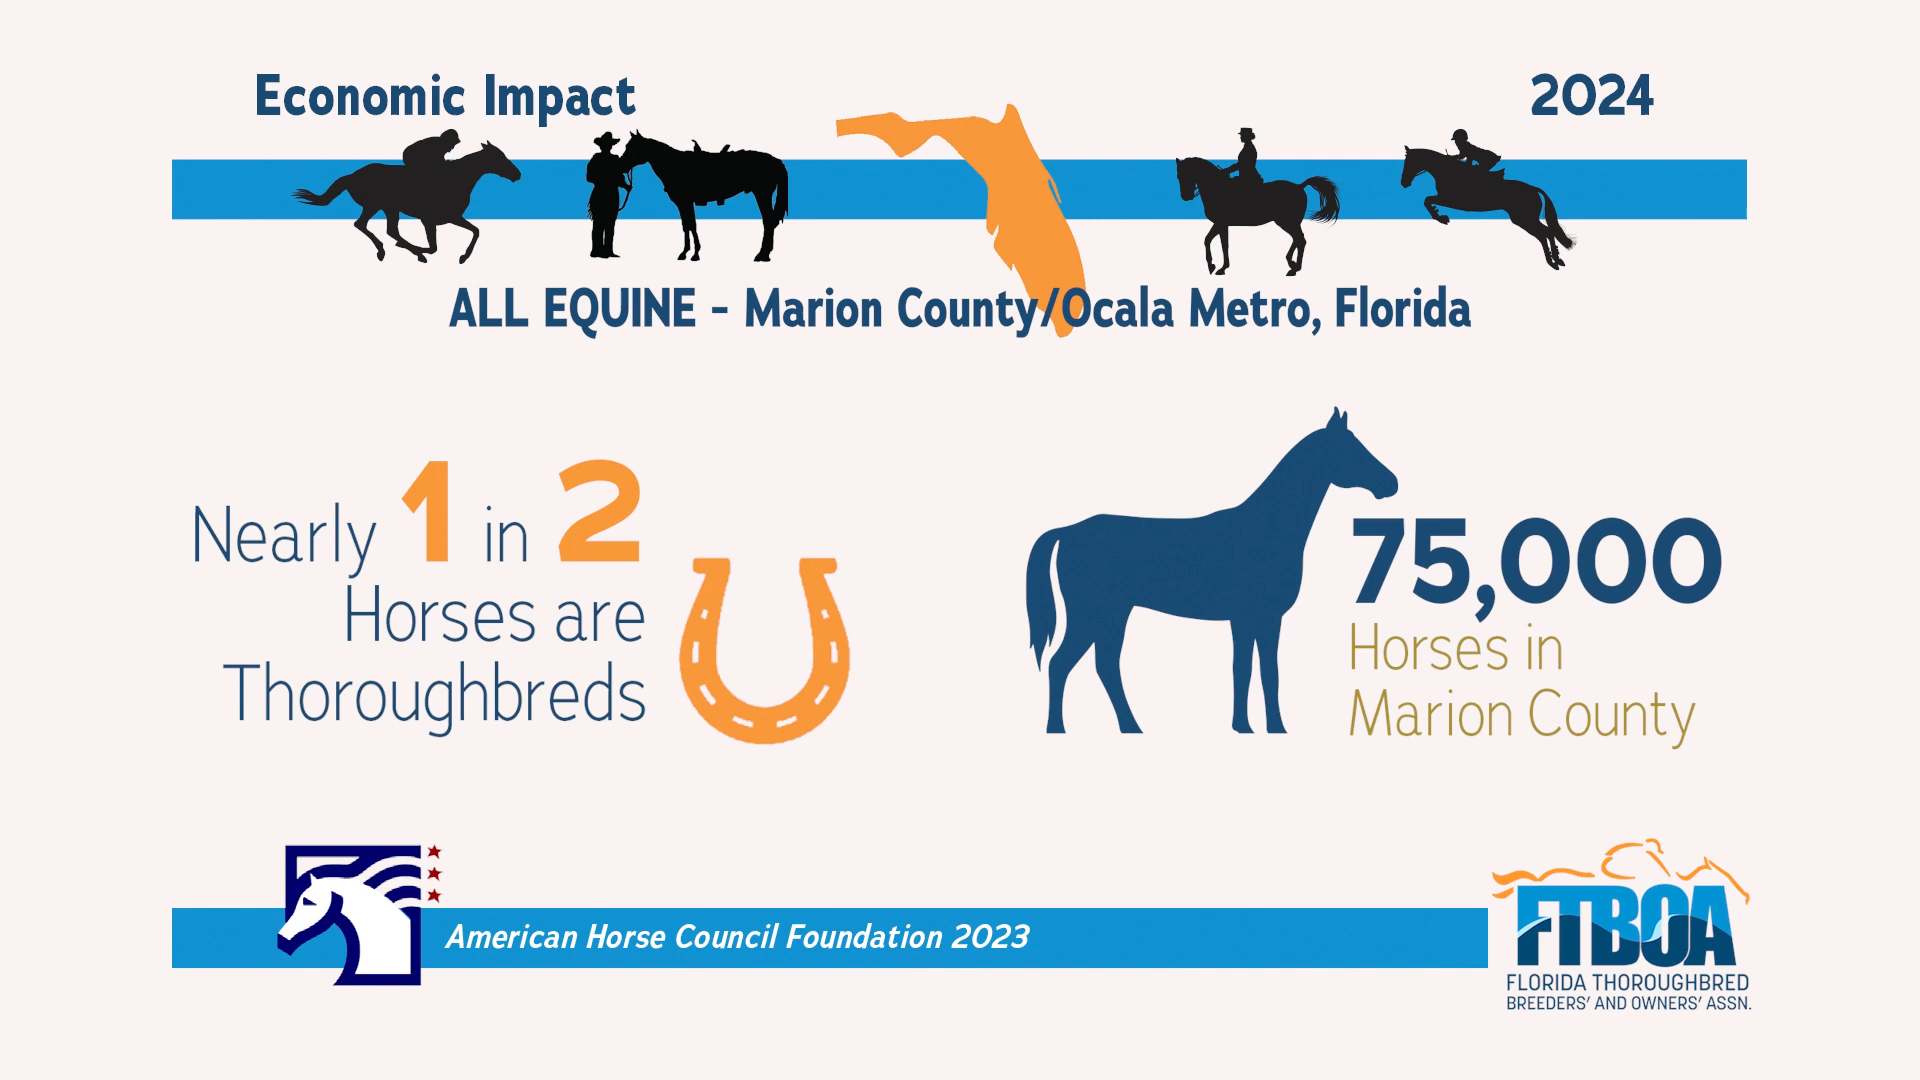 Economic Impact
2024
ALL EQUINE - Marion County/Ocala Metro, Florida
Nearly 1 in 2
Horses are
Thoroughbreds
75,000
Horses in
Marion County
American Horse Council Foundation 2023
FTBOA
FLORIDA THOROUGHBRED
BREEDERS' AND OWNERS' ASSN.